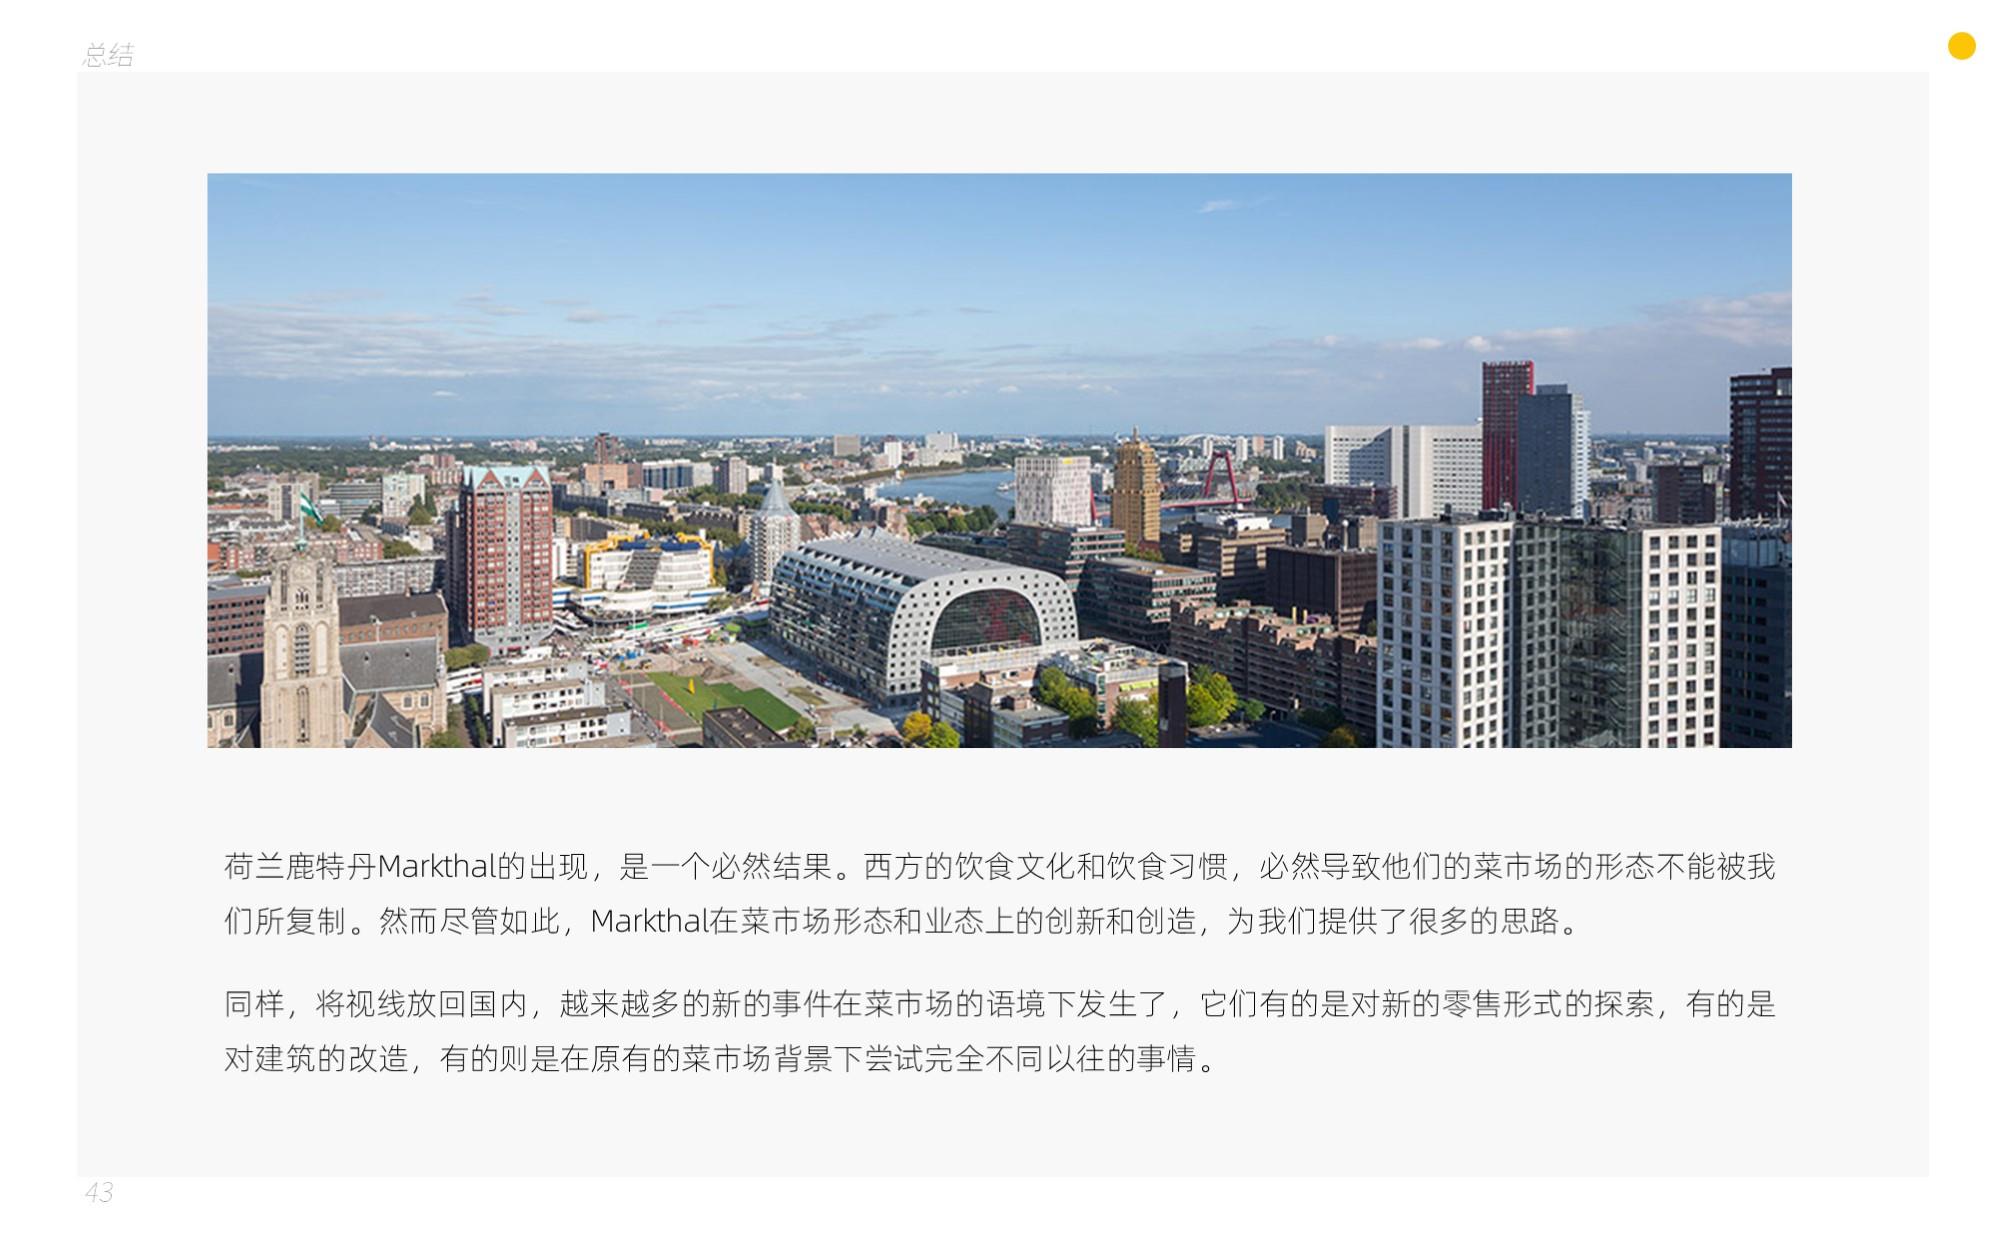 总结
荷兰鹿特丹Markthal的出现，是一个必然结果。西方的饮食文化和饮食习惯，必然导致他们的菜市场的形态不能被我
们所复制。然而尽管如此，Markthal在菜市场形态和业态上的创新和创造，为我们提供了很多的思路。
同样，将视线放回国内，越来越多的新的事件在菜市场的语境下发生了，它们有的是对新的零售形式的探索，有的是
对建筑的改造，有的则是在原有的菜市场背景下尝试完全不同以往的事情。
43